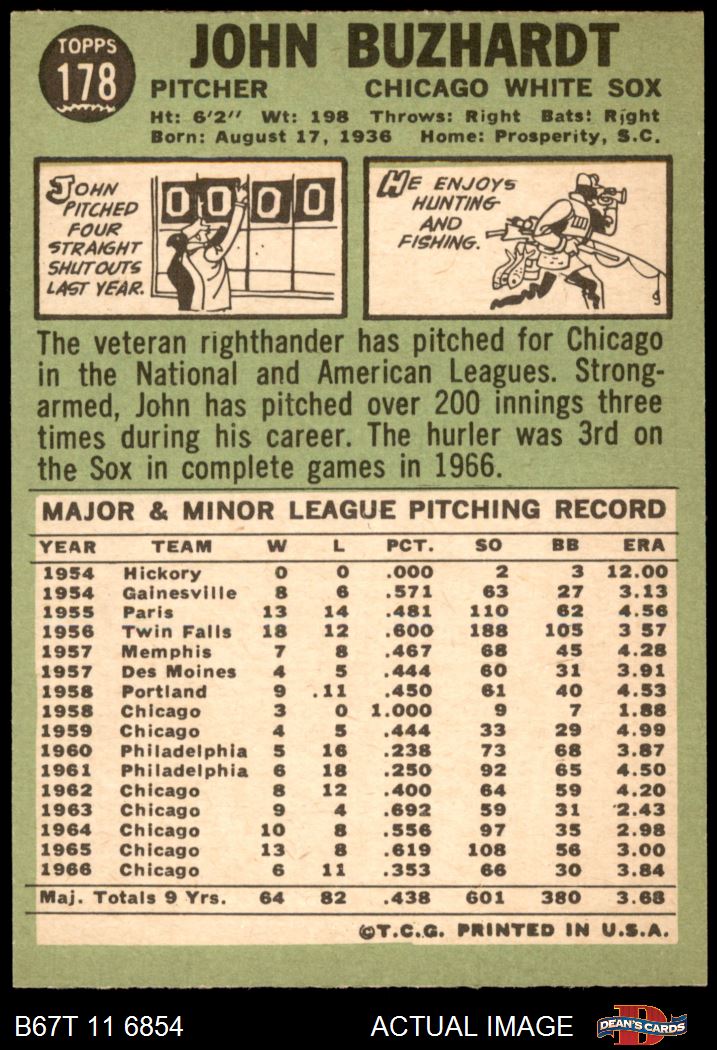 TOPPS
178
JOHN BUZHARDT
PITCHER CHICAGO WHITE SOX
Ht: 6'2" Wt: 198 Throws: Right Bats: Right
Born: August 17, 1936 Home: Prosperity, S.C.
JOHN
PITCHED
FOUR
STRAIGHT
SHUTOUTS
LAST YEAR.
0 0 0 0
HE ENJOYS
HUNTING
AND
FISHING.
The veteran righthander has pitched for Chicago
in the National and American Leagues. Strong-
armed, John has pitched over 200 innings three
times during his career. The hurler was 3rd on
the Sox in complete games in 1966.
MAJOR & MINOR LEAGUE PITCHING RECORD
YEAR TEAM W L PCT. SO BB ERA
1954 Hickory 0 0 .000 2 3 12.00
1954 Gainesville 8 6 .571 63 27 3.13
1955 Paris 13 14 .481 110 62 4.56
1956 Twin Falls 18 12 .600 188 105 3 57
1957 Memphis 7 8 .467 68 45 4.28
1957 Des Moines 4 5 .444 60 31 3.91
1958 Portland 9 .11 .450 61 40 4.53
1958 Chicago 3 0 1.000 9 7 1.88
1959 Chicago 4 5 .444 33 29 4.99
1960 Philadelphia 5 16 .238 73 68 3.87
1961 Philadelphia 6 18 .250 92 65 4.50
1962 Chicago 8 12 .400 64 59 4.20
1963 Chicago 9 4 .692 59 31 2.43
1964 Chicago 10 8 .556 97 35 2.98
1965 Chicago 13 8 .619 108 56 3.00
1966 Chicago 6 11 .353 66 30 3.84
Maj. Totals 9 Yrs. 64 82 .438 601 380 3.68
©T.C.G. PRINTED IN U.S.A.
B67T 11 6854 ACTUAL IMAGE
DEAN'S CARDS